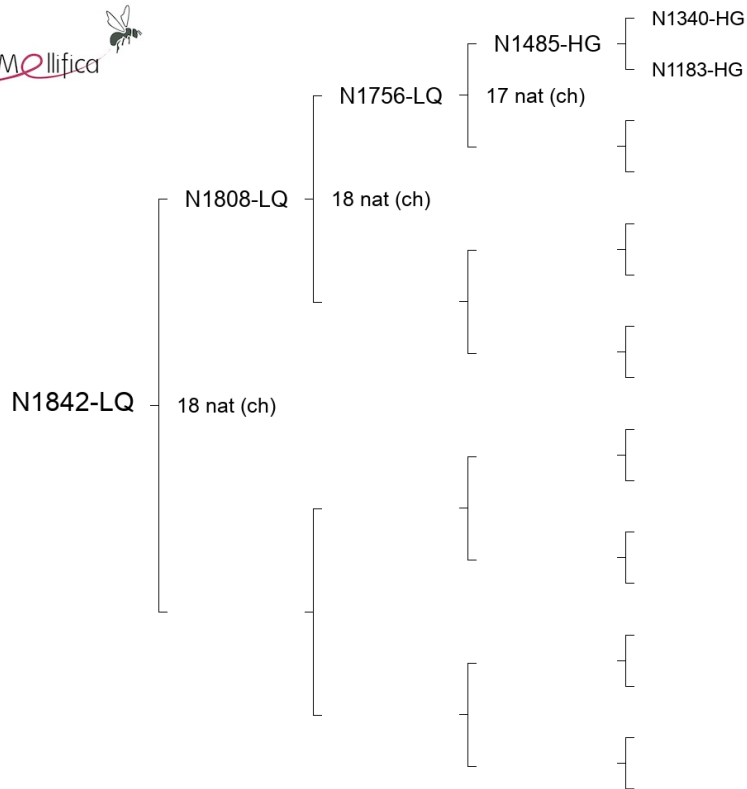 Mellifica
N1340-HG
N1485-HG
N1183-HG
N1756-LQ
17 nat (ch)
N1808-LQ
18 nat (ch)
N1842-LQ
18 nat (ch)